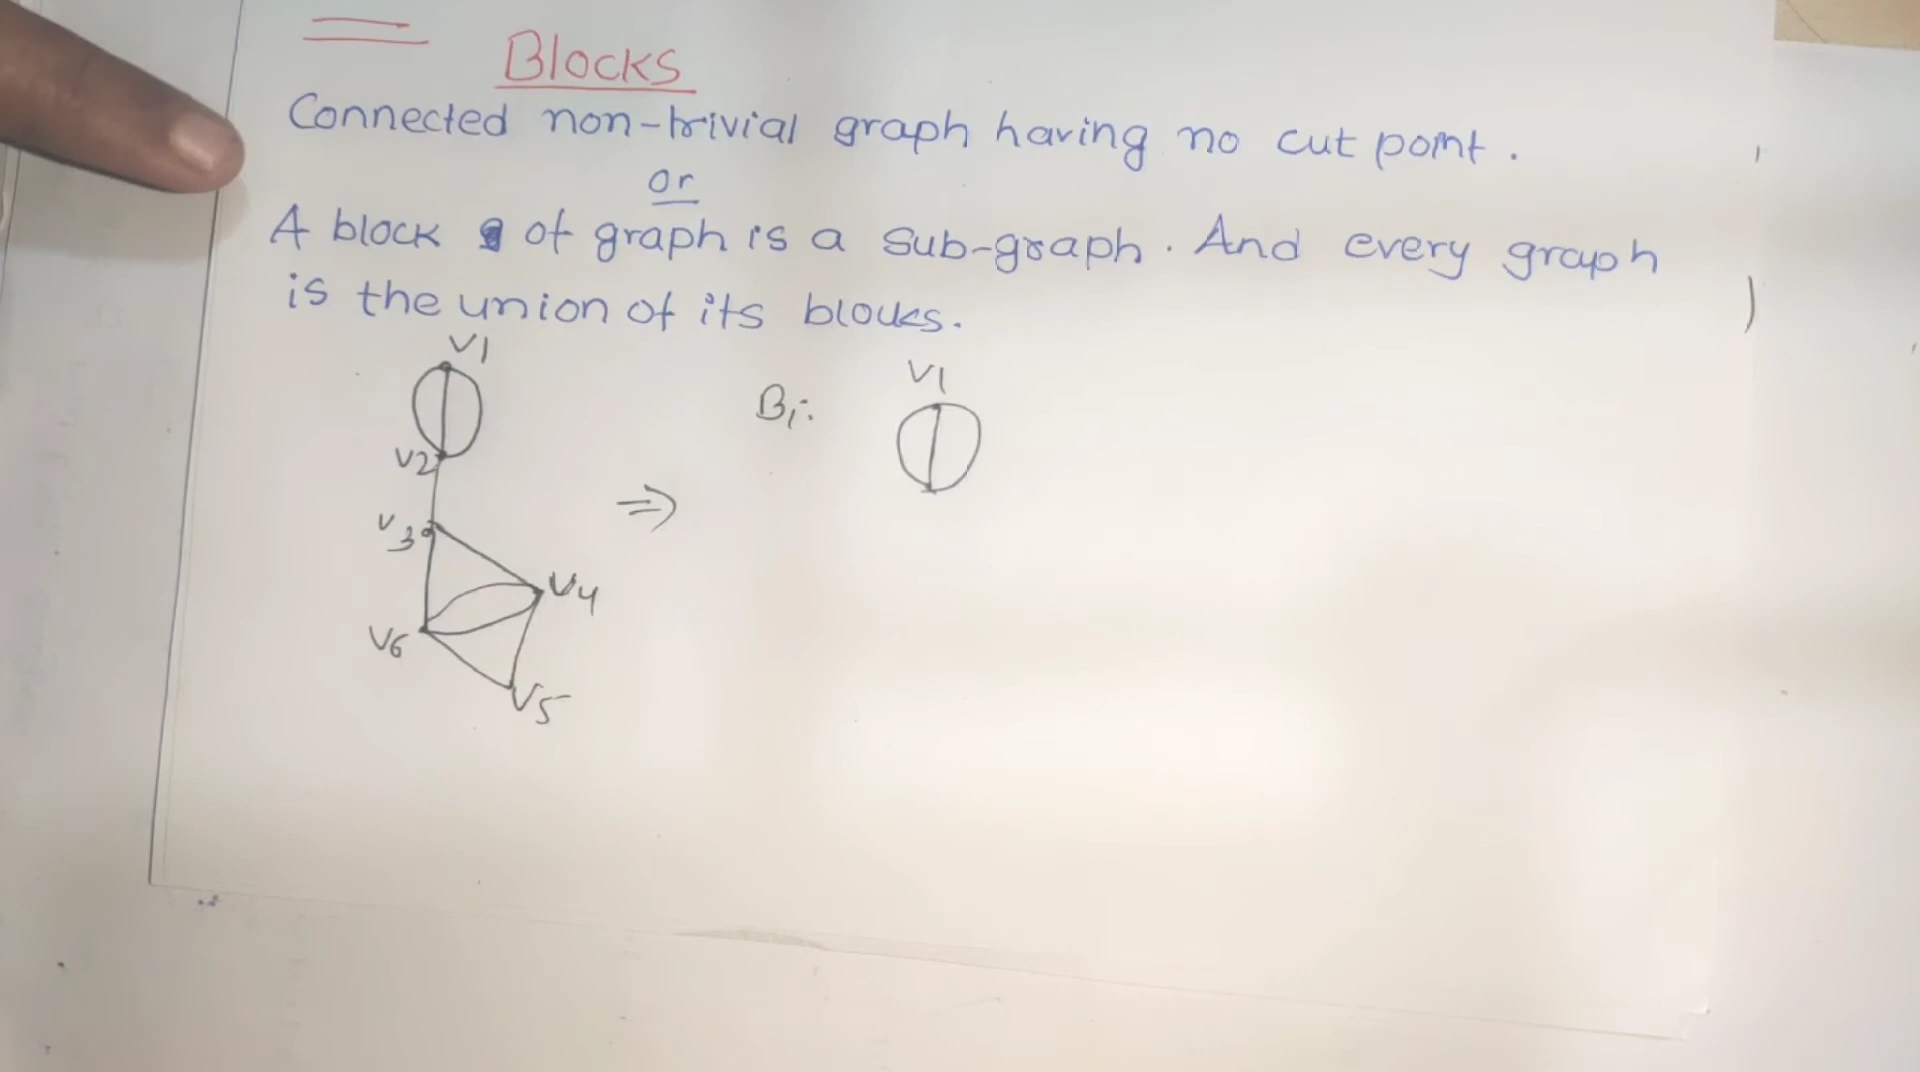 Blocks
Connected non-trivial graph having no cut point.
or
A block of graph is a sub-graph. And every graph
is the union of its blocks.
V1
V2
V3
V4
V6
V5
⇒
B1:
V1